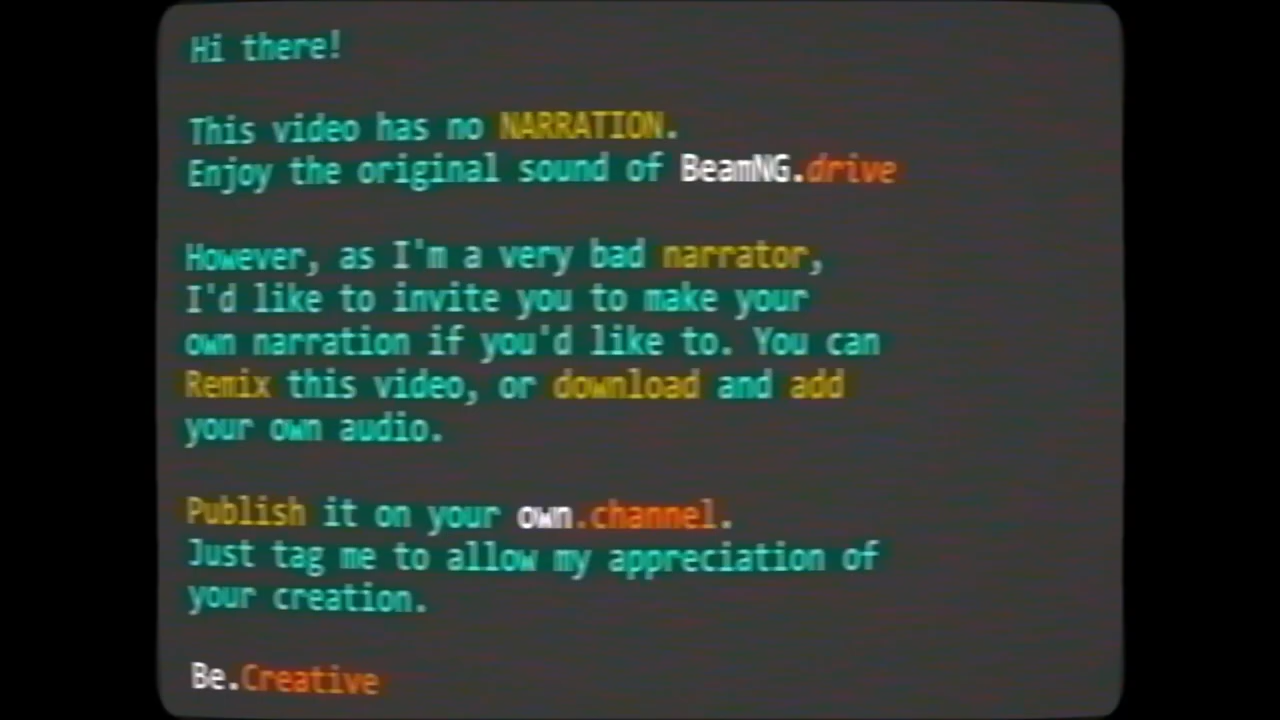 Hi there!
This video has no NARRATION.
Enjoy the original sound of BeamNG.drive
However, as I'm a very bad narrator,
I'd like to invite you to make your
own narration if you'd like to. You can
Remix this video, or download and add
your own audio.
Publish it on your own.channel.
Just tag me to allow my appreciation of
your creation.
Be.Creative